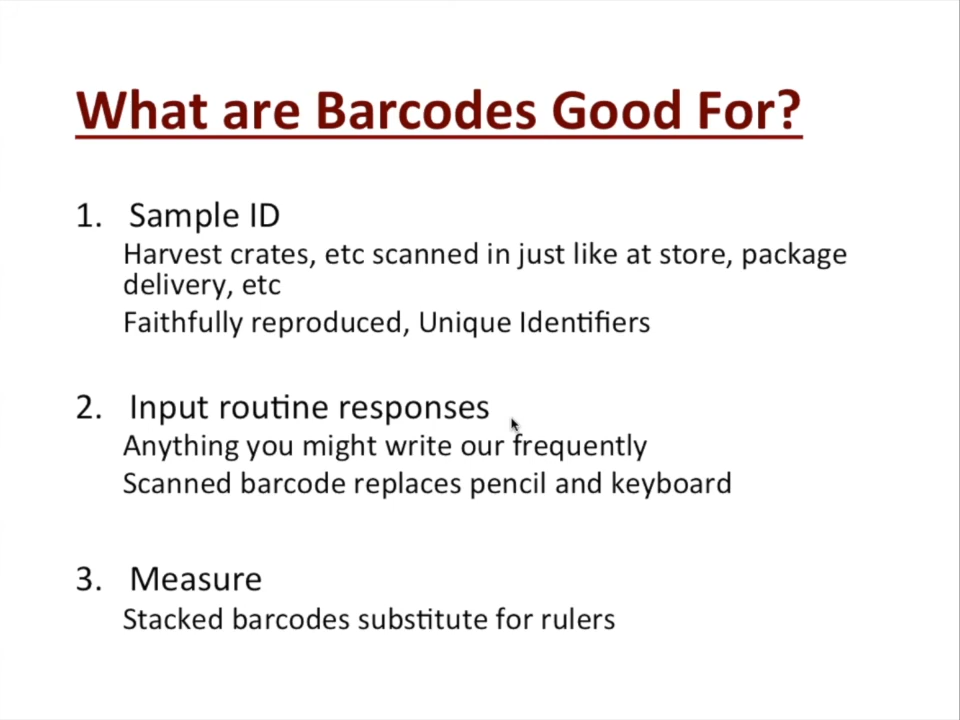 What are Barcodes Good For?
1. Sample ID
Harvest crates, etc scanned in just like at store, package
delivery, etc
Faithfully reproduced, Unique Identifiers
2. Input routine responses
Anything you might write our frequently
Scanned barcode replaces pencil and keyboard
3. Measure
Stacked barcodes substitute for rulers